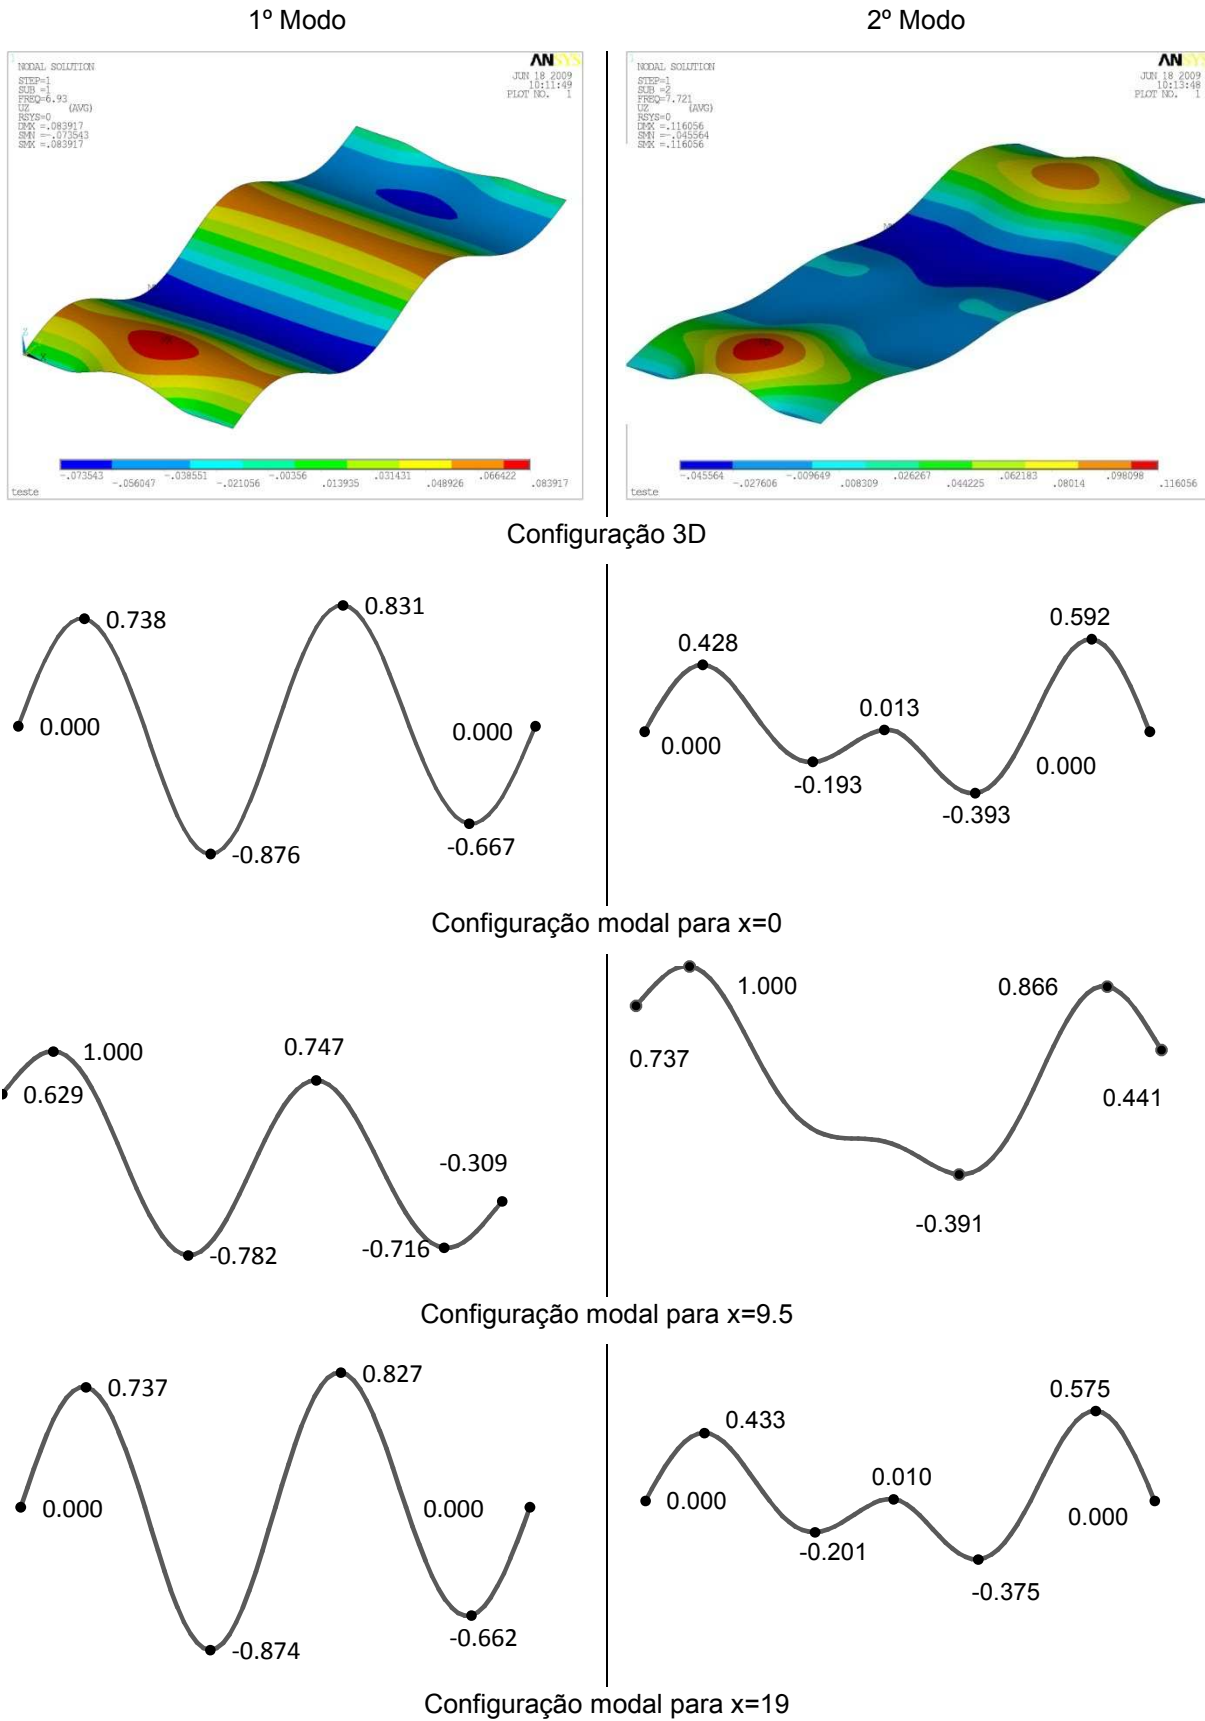 1º Modo
2º Modo
ANSYS
NODAL SOLUTION
JUN 18 2009
10:11:49
PLOT NO. 1
STEP=1
SUB =1
FREQ=6.93
UZ (AVG)
RSYS=0
DMX =.083917
SMN =-.073543
SMX =.083917
MX
Z
X
-.073543
-.056047
-.038551
-.021056
-.00356
.013935
.031431
.048926
.066422
.083917
teste
ANSYS
NODAL SOLUTION
JUN 18 2009
10:13:48
PLOT NO. 1
STEP=1
SUB =2
FREQ=7.721
UZ (AVG)
RSYS=0
DMX =.116056
SMN =-.045564
SMX =.116056
-.045564
-.027606
-.009649
.008309
.026267
.044225
.062183
.08014
.098098
.116056
teste
Configuração 3D
0.738
0.831
0.000
0.000
-0.876
-0.667
0.428
0.592
0.013
0.000
0.000
-0.193
-0.393
Configuração modal para x=0
1.000
0.747
0.629
-0.309
-0.782
-0.716
1.000
0.866
0.737
0.441
-0.391
Configuração modal para x=9.5
0.737
0.827
0.000
0.000
-0.874
-0.662
0.433
0.575
0.010
0.000
0.000
-0.201
-0.375
Configuração modal para x=19